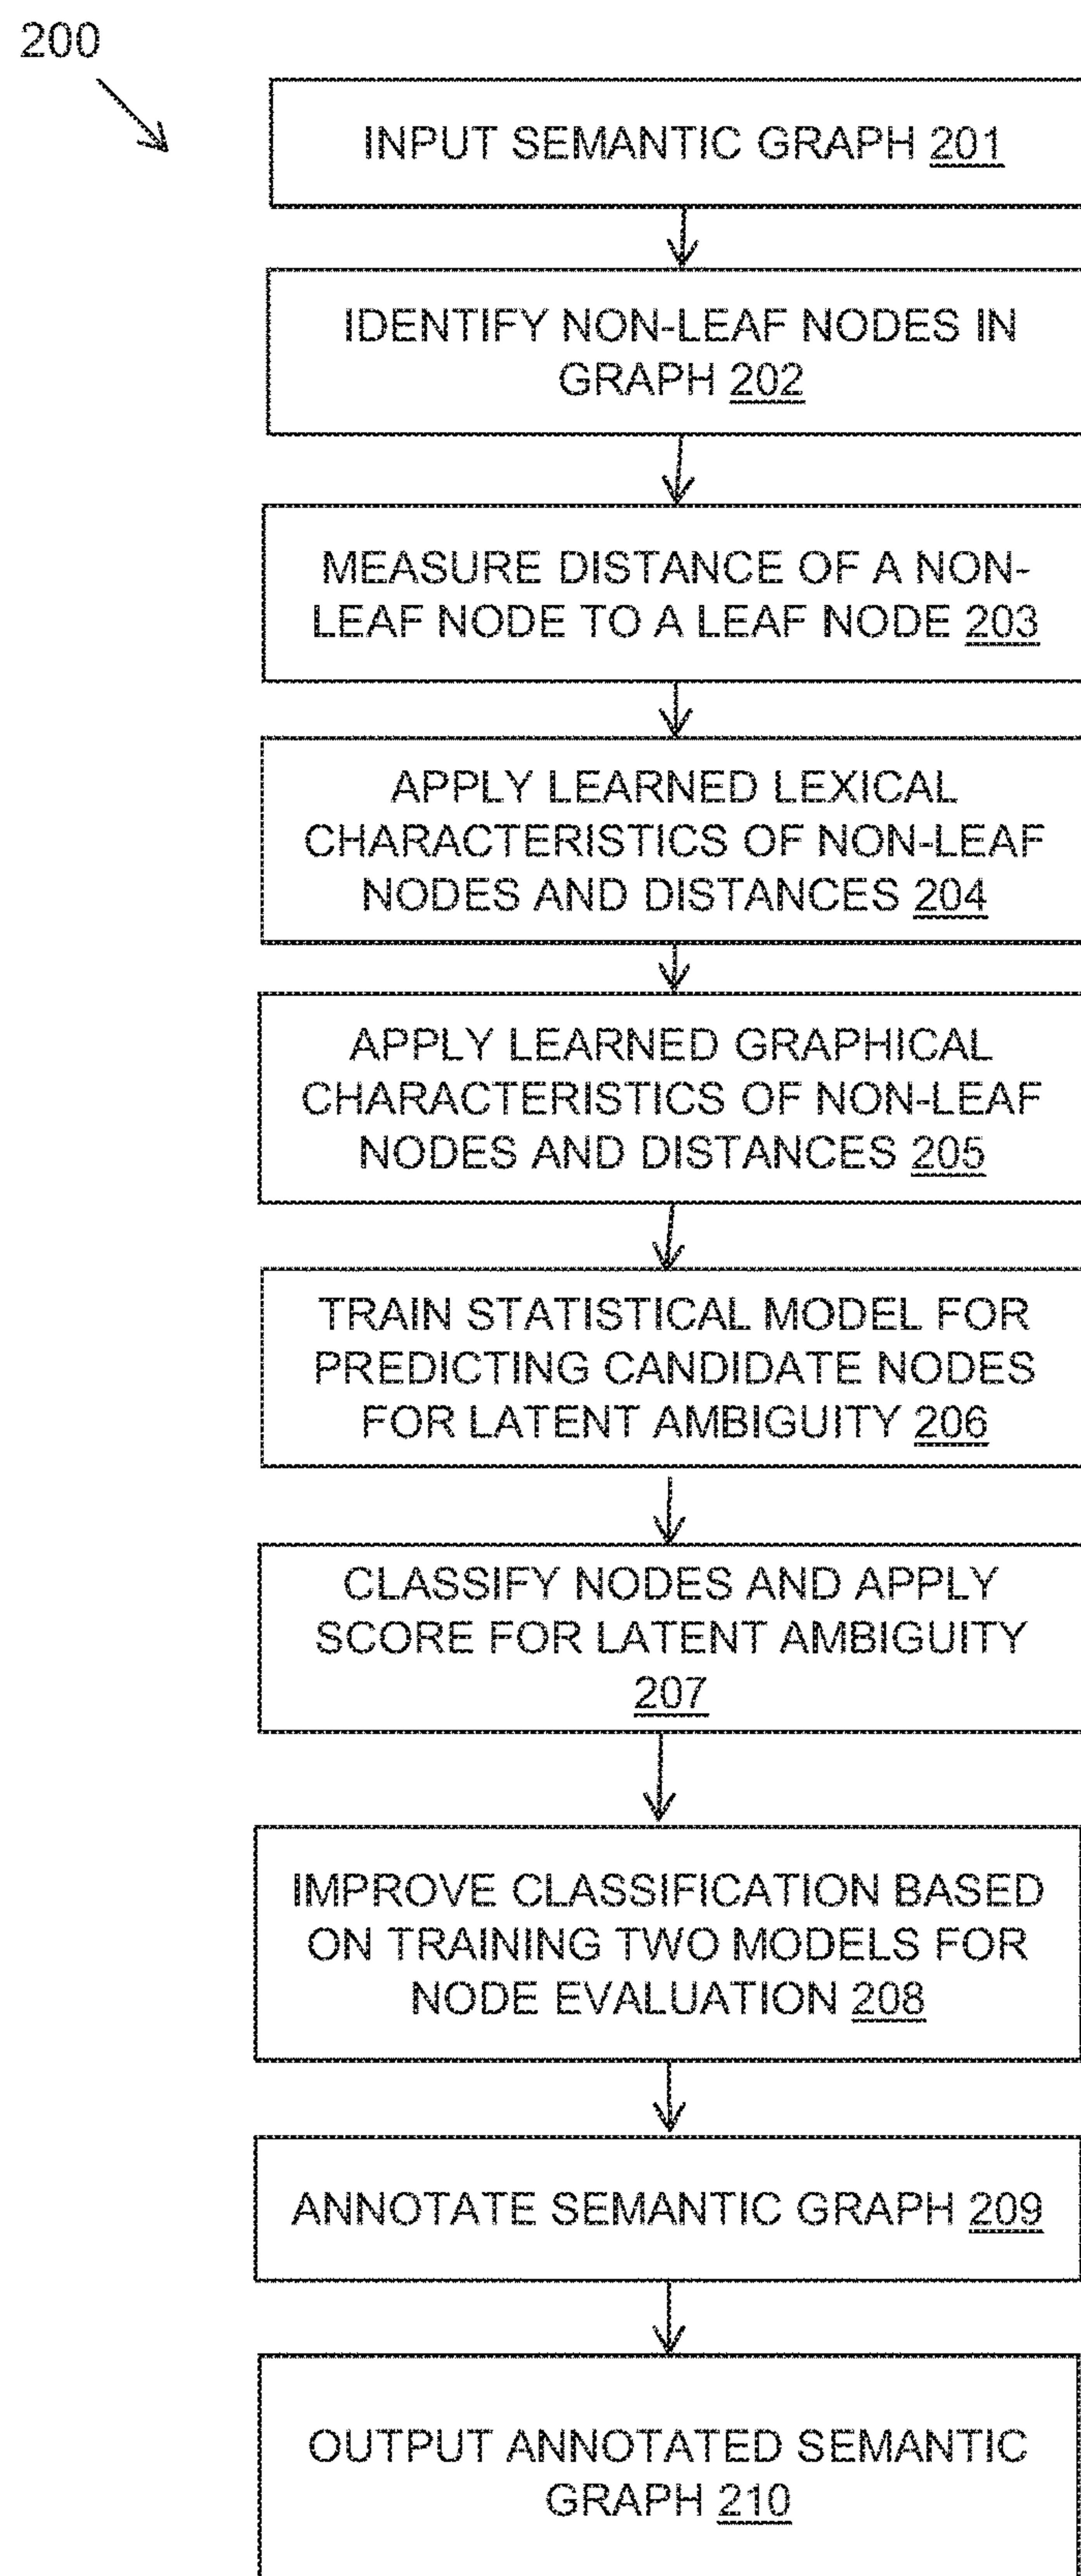 200
INPUT SEMANTIC GRAPH 201
IDENTIFY NON-LEAF NODES IN
GRAPH 202
MEASURE DISTANCE OF A NON-
LEAF NODE TO A LEAF NODE 203
APPLY LEARNED LEXICAL
CHARACTERISTICS OF NON-LEAF
NODES AND DISTANCES 204
APPLY LEARNED GRAPHICAL
CHARACTERISTICS OF NON-LEAF
NODES AND DISTANCES 205
TRAIN STATISTICAL MODEL FOR
PREDICTING CANDIDATE NODES
FOR LATENT AMBIGUITY 206
CLASSIFY NODES AND APPLY
SCORE FOR LATENT AMBIGUITY
207
IMPROVE CLASSIFICATION BASED
ON TRAINING TWO MODELS FOR
NODE EVALUATION 208
ANNOTATE SEMANTIC GRAPH 209
OUTPUT ANNOTATED SEMANTIC
GRAPH 210